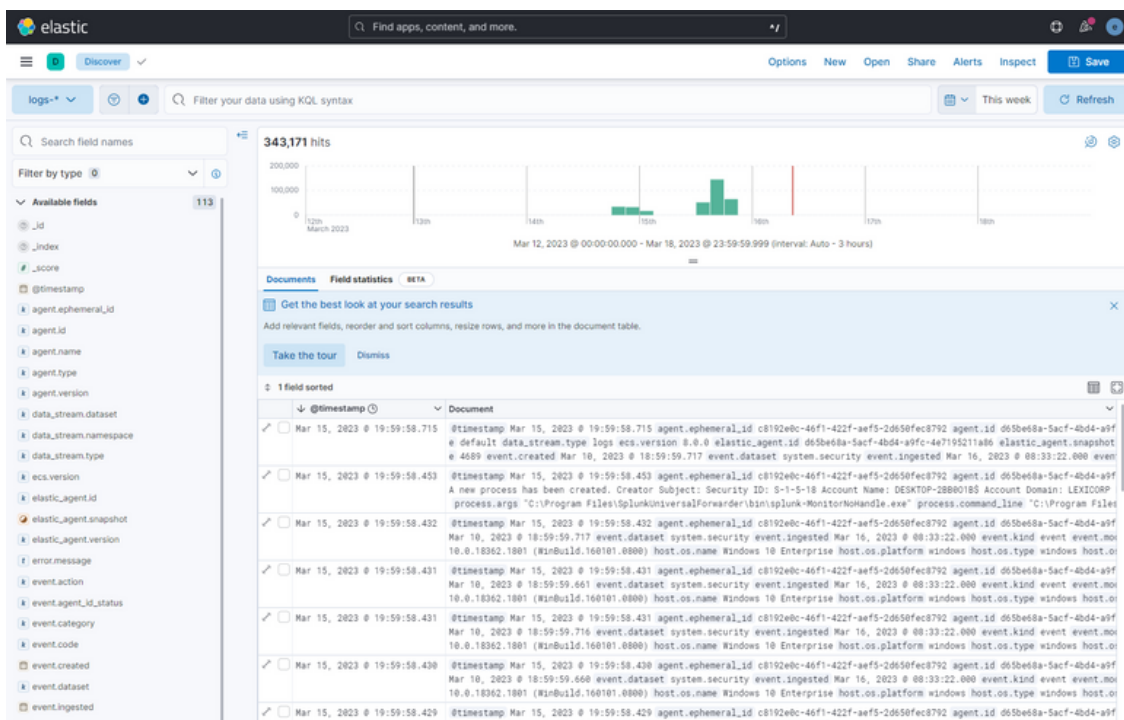 elastic
Find apps, content, and more.
^/
e
D
Discover
Options New Open Share Alerts Inspect Save
logs-*
Filter your data using KQL syntax
This week
Refresh
Search field names
Filter by type 0
Available fields 113
_id
_index
_score
@timestamp
agent.ephemeral_id
agent.id
agent.name
agent.type
agent.version
data_stream.dataset
data_stream.namespace
data_stream.type
ecs.version
elastic_agent.id
elastic_agent.snapshot
elastic_agent.version
error.message
event.action
event.agent_id_status
event.category
event.code
event.created
event.dataset
event.ingested
343,171 hits
200,000
100,000
0
12th 13th 14th 15th 16th 17th 18th
March 2023
Mar 12, 2023 @ 00:00:00.000 - Mar 18, 2023 @ 23:59:59.999 (interval: Auto - 3 hours)
Documents Field statistics BETA
Get the best look at your search results
Add relevant fields, reorder and sort columns, resize rows, and more in the document table.
Take the tour Dismiss
1 field sorted
@timestamp Document
Mar 15, 2023 @ 19:59:58.715 @timestamp Mar 15, 2023 @ 19:59:58.715 agent.ephemeral_id c8192e0c-46f1-422f-aef5-2d650fec8792 agent.id d65be68a-5acf-4bd4-a9f
e default data_stream.type logs ecs.version 8.0.0 elastic_agent.id d65be68a-5acf-4bd4-a9fc-4e7195211a86 elastic_agent.snapshot
e 4689 event.created Mar 10, 2023 @ 18:59:59.717 event.dataset system.security event.ingested Mar 16, 2023 @ 08:33:22.000 even
Mar 15, 2023 @ 19:59:58.453 @timestamp Mar 15, 2023 @ 19:59:58.453 agent.ephemeral_id c8192e0c-46f1-422f-aef5-2d650fec8792 agent.id d65be68a-5acf-4bd4-a9f
A new process has been created. Creator Subject: Security ID: S-1-5-18 Account Name: DESKTOP-2BBO01B$ Account Domain: LEXICORP
process.args "C:\Program Files\SplunkUniversalForwarder\bin\splunk-MonitorNoHandle.exe" process.command_line "C:\Program Files
Mar 15, 2023 @ 19:59:58.432 @timestamp Mar 15, 2023 @ 19:59:58.432 agent.ephemeral_id c8192e0c-46f1-422f-aef5-2d650fec8792 agent.id d65be68a-5acf-4bd4-a9f
Mar 10, 2023 @ 18:59:59.717 event.dataset system.security event.ingested Mar 16, 2023 @ 08:33:22.000 event.kind event event.mo
10.0.18362.1801 (WinBuild.160101.0800) host.os.name Windows 10 Enterprise host.os.platform windows host.os.type windows host.os
Mar 15, 2023 @ 19:59:58.431 @timestamp Mar 15, 2023 @ 19:59:58.431 agent.ephemeral_id c8192e0c-46f1-422f-aef5-2d650fec8792 agent.id d65be68a-5acf-4bd4-a9f
Mar 10, 2023 @ 18:59:59.661 event.dataset system.security event.ingested Mar 16, 2023 @ 08:33:22.000 event.kind event event.mo
10.0.18362.1801 (WinBuild.160101.0800) host.os.name Windows 10 Enterprise host.os.platform windows host.os.type windows host.os
Mar 15, 2023 @ 19:59:58.431 @timestamp Mar 15, 2023 @ 19:59:58.431 agent.ephemeral_id c8192e0c-46f1-422f-aef5-2d650fec8792 agent.id d65be68a-5acf-4bd4-a9f
Mar 10, 2023 @ 18:59:59.716 event.dataset system.security event.ingested Mar 16, 2023 @ 08:33:22.000 event.kind event event.mo
10.0.18362.1801 (WinBuild.160101.0800) host.os.name Windows 10 Enterprise host.os.platform windows host.os.type windows host.os
Mar 15, 2023 @ 19:59:58.430 @timestamp Mar 15, 2023 @ 19:59:58.430 agent.ephemeral_id c8192e0c-46f1-422f-aef5-2d650fec8792 agent.id d65be68a-5acf-4bd4-a9f
Mar 10, 2023 @ 18:59:59.660 event.dataset system.security event.ingested Mar 16, 2023 @ 08:33:22.000 event.kind event event.mo
10.0.18362.1801 (WinBuild.160101.0800) host.os.name Windows 10 Enterprise host.os.platform windows host.os.type windows host.os
Mar 15, 2023 @ 19:59:58.429 @timestamp Mar 15, 2023 @ 19:59:58.429 agent.ephemeral_id c8192e0c-46f1-422f-aef5-2d650fec8792 agent.id d65be68a-5acf-4bd4-a9f